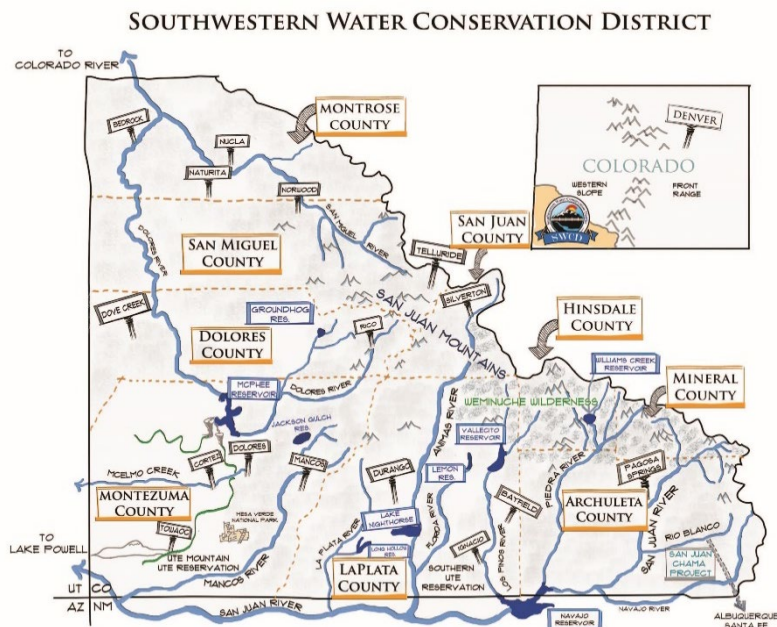 SOUTHWESTERN WATER CONSERVATION DISTRICT
TO
COLORADO RIVER
BEDROCK
NUCLA
NATURITA
NORWOOD
MONTROSE
COUNTY
DENVER
COLORADO
WESTERN
SLOPE
FRONT
RANGE
SWCD
DOLORES RIVER
SAN MIGUEL
COUNTY
SAN MIGUEL
RIVER
SAN JUAN
COUNTY
TELLURIDE
SILVERTON
SAN JUAN MOUNTAINS
DOVE CREEK
GROUNDHOG
RES.
DOLORES
COUNTY
RICO
DOLORES RIVER
HINSDALE
COUNTY
WILLIAMS CREEK
RESERVOIR
MINERAL
COUNTY
WEMINUCHE WILDERNESS
MCPHEE
RESERVOIR
JACKSON GULCH
RES.
ANIMAS RIVER
VALLECITO
RESERVOIR
LEMON
RES.
CORTEZ
DOLORES
MANCOS
MCELMO CREEK
DURANGO
PIEDRA RIVER
PAGOSA
SPRINGS
MONTEZUMA
COUNTY
TOWAOC
MESA VERDE
NATIONAL PARK
LA PLATA RIVER
LAKE
NIGHTHORSE
FLORIDA RIVER
BAYFIELD
LOS PINOS RIVER
ARCHULETA
COUNTY
SAN JUAN RIVER
RIO BLANCO
TO
LAKE POWELL
UTE MOUNTAIN
UTE RESERVATION
MANCOS RIVER
LONG HOLLOW
RES.
LAPLATA
COUNTY
IGNACIO
SOUTHERN
UTE
RESERVATION
SAN JUAN
CHAMA
PROJECT
UT CO
AZ NM
SAN JUAN RIVER
NAVAJO
RESERVOIR
NAVAJO RIVER
ALBUQUERQUE
SANTA FE